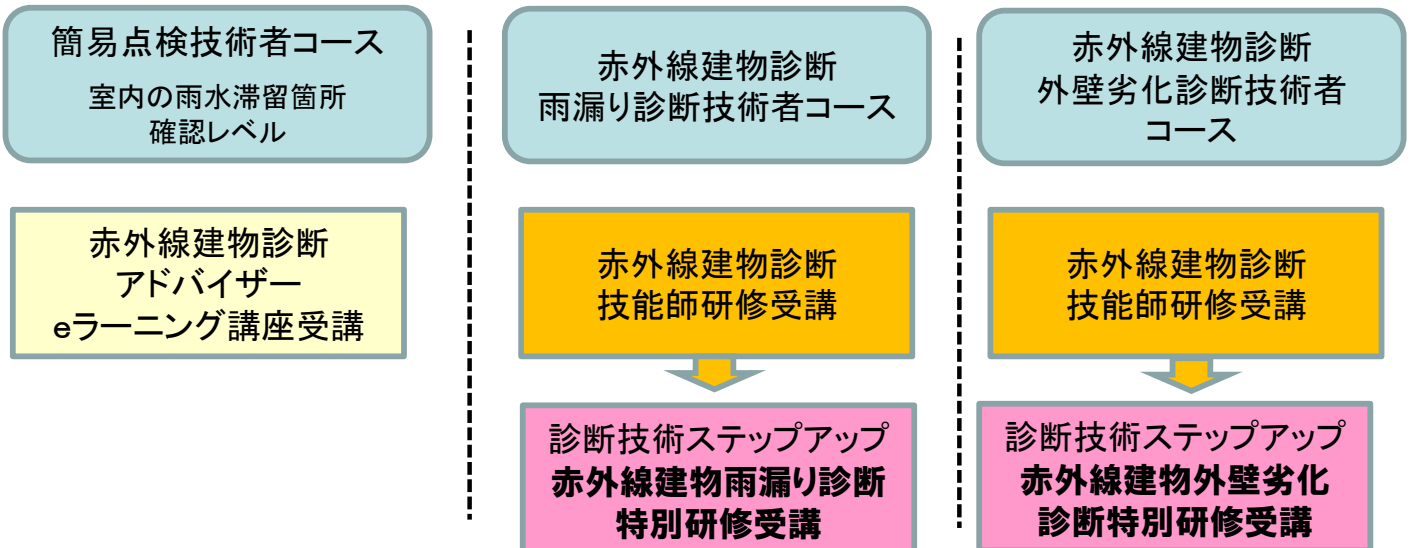 簡易点検技術者コース
室内の雨水滞留箇所
確認レベル
赤外線建物診断
アドバイザー
eラーニング講座受講
赤外線建物診断
雨漏り診断技術者コース
赤外線建物診断
技能師研修受講
診断技術ステップアップ
赤外線建物雨漏り診断
特別研修受講
赤外線建物診断
外壁劣化診断技術者
コース
赤外線建物診断
技能師研修受講
診断技術ステップアップ
赤外線建物外壁劣化
診断特別研修受講